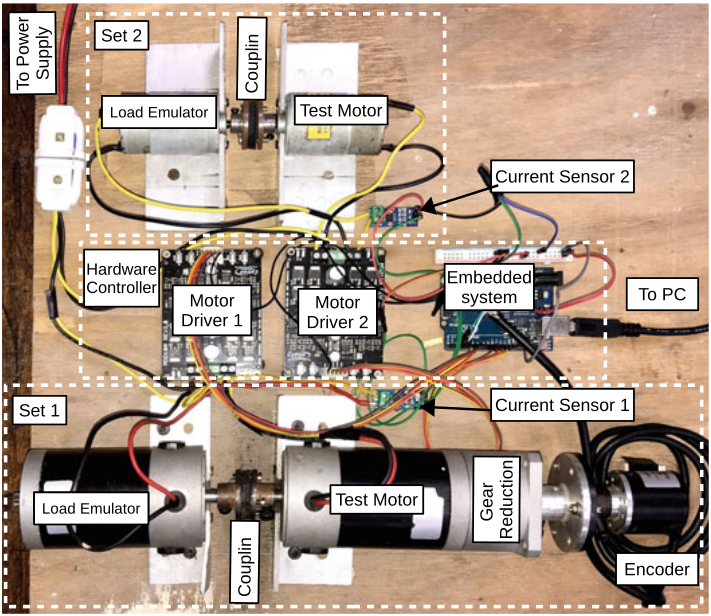 To Power
Supply
Set 2
Couplin
Load Emulator
Test Motor
Current Sensor 2
Hardware
Controller
Motor
Driver 1
Motor
Driver 2
Embedded
system
To PC
Set 1
Current Sensor 1
Load Emulator
Couplin
Test Motor
Gear
Reduction
Encoder